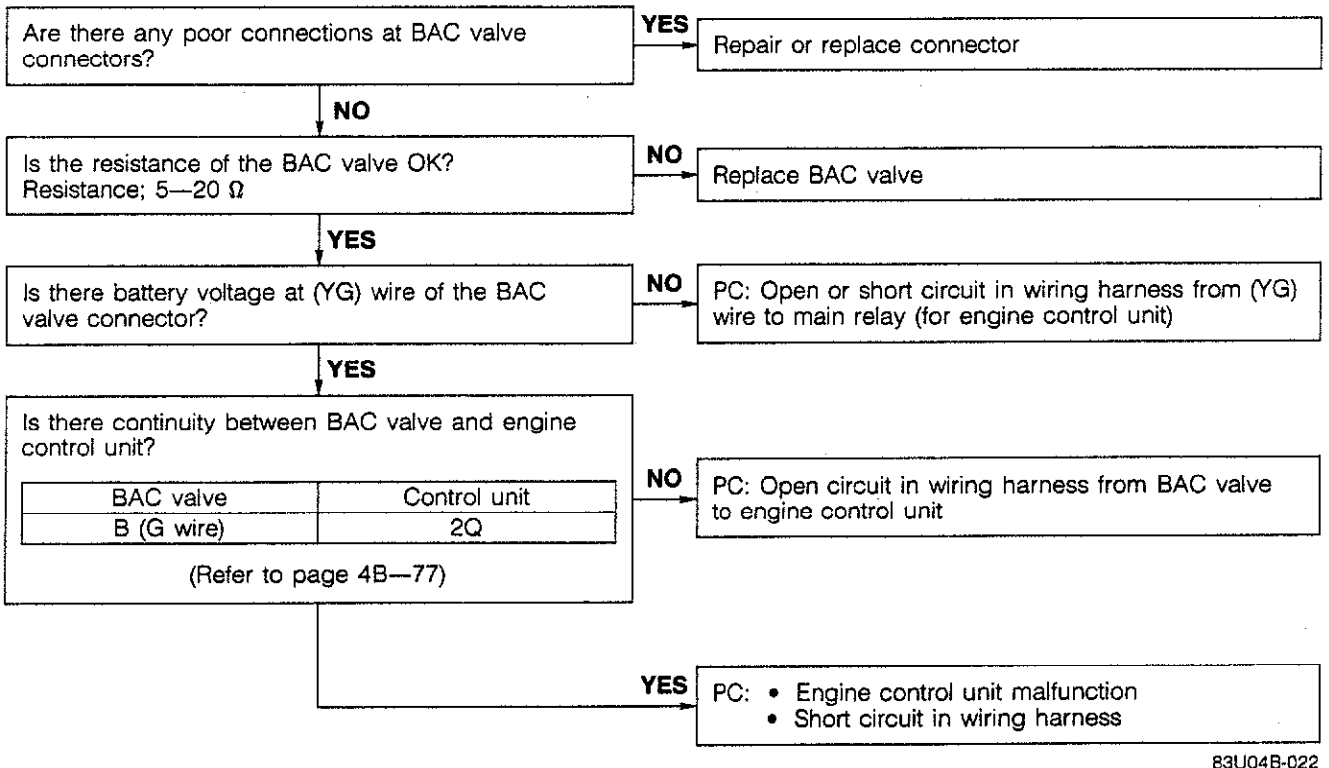 Are there any poor connections at BAC valve
connectors?
YES
Repair or replace connector
NO
Is the resistance of the BAC valve OK?
Resistance; 5—20 Ω
NO
Replace BAC valve
YES
Is there battery voltage at (YG) wire of the BAC
valve connector?
NO
PC: Open or short circuit in wiring harness from (YG)
wire to main relay (for engine control unit)
YES
Is there continuity between BAC valve and engine
control unit?
BAC valve Control unit
B (G wire) 2Q
(Refer to page 4B—77)
NO
PC: Open circuit in wiring harness from BAC valve
to engine control unit
YES
PC: • Engine control unit malfunction
• Short circuit in wiring harness
83U04B-022